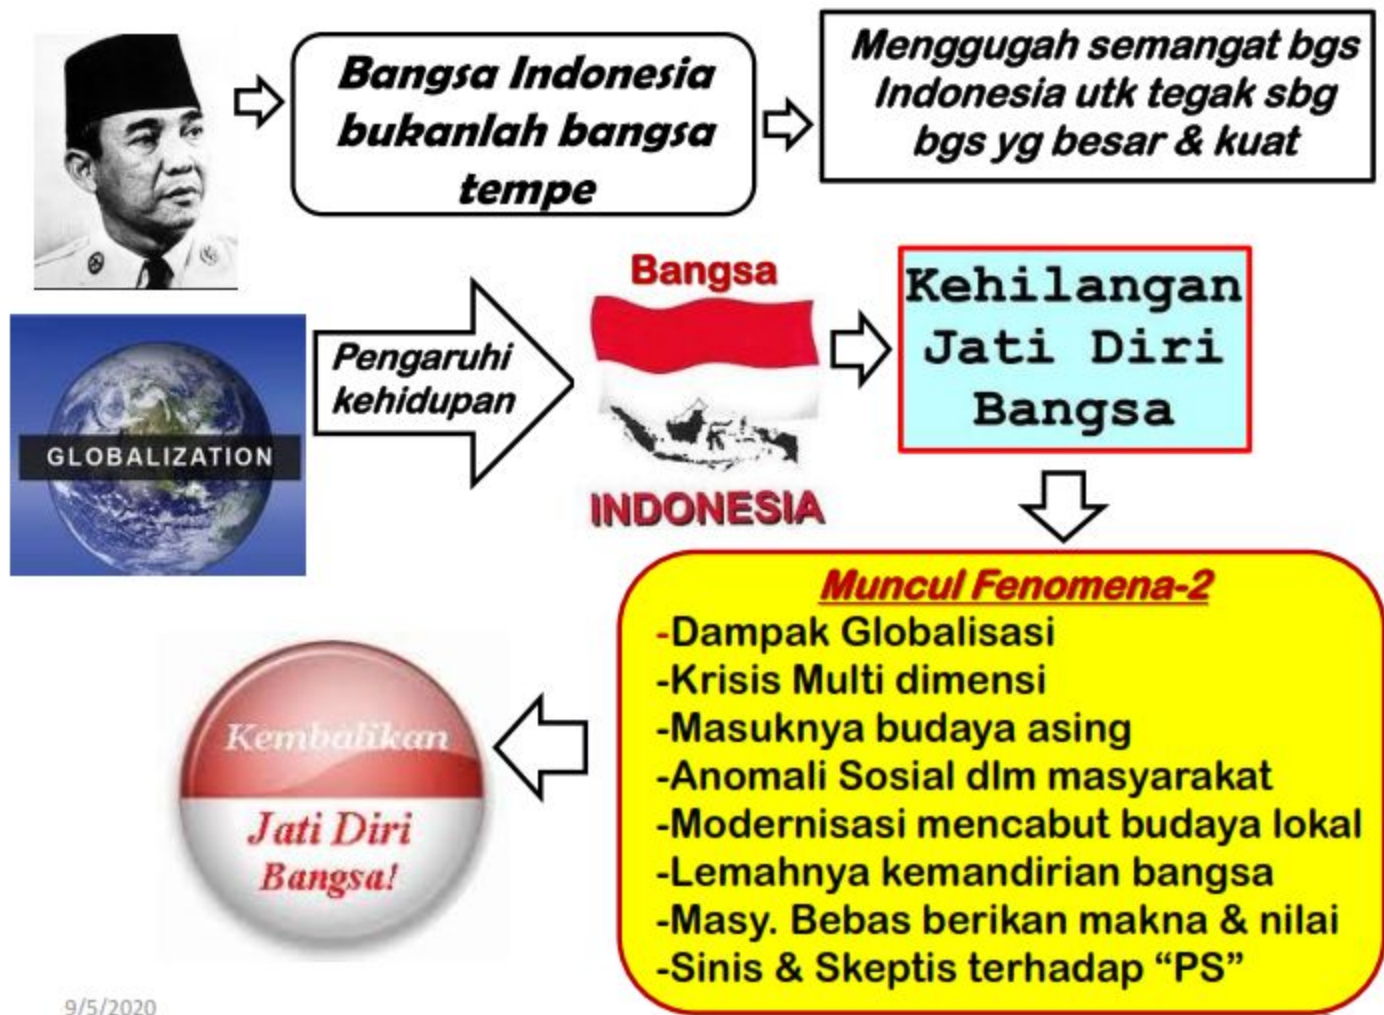 Bangsa Indonesia
bukanlah bangsa
tempe
Menggugah semangat bgs
Indonesia utk tegak sbg
bgs yg besar & kuat
GLOBALIZATION
Pengaruhi
kehidupan
Bangsa
INDONESIA
Kehilangan
Jati Diri
Bangsa
Muncul Fenomena-2
-Dampak Globalisasi
-Krisis Multi dimensi
-Masuknya budaya asing
-Anomali Sosial dlm masyarakat
-Modernisasi mencabut budaya lokal
-Lemahnya kemandirian bangsa
-Masy. Bebas berikan makna & nilai
-Sinis & Skeptis terhadap “PS”
Kembalikan
Jati Diri
Bangsa!
9/5/2020